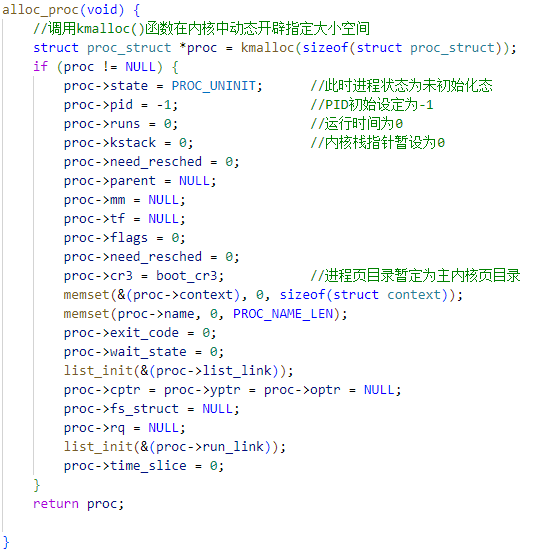 alloc_proc(void) {
    //调用kmalloc()函数在内核中动态开辟指定大小空间
    struct proc_struct *proc = kmalloc(sizeof(struct proc_struct));
    if (proc != NULL) {
        proc->state = PROC_UNINIT;      //此时进程状态为未初始化态
        proc->pid = -1;                 //PID初始设定为-1
        proc->runs = 0;                 //运行时间为0
        proc->kstack = 0;               //内核栈指针暂设为0
        proc->need_resched = 0;
        proc->parent = NULL;
        proc->mm = NULL;
        proc->tf = NULL;
        proc->flags = 0;
        proc->need_resched = 0;
        proc->cr3 = boot_cr3;           //进程页目录暂定为主内核页目录
        memset(&(proc->context), 0, sizeof(struct context));
        memset(proc->name, 0, PROC_NAME_LEN);
        proc->exit_code = 0;
        proc->wait_state = 0;
        list_init(&(proc->list_link));
        proc->cptr = proc->yptr = proc->optr = NULL;
        proc->fs_struct = NULL;
        proc->rq = NULL;
        list_init(&(proc->run_link));
        proc->time_slice = 0;
    }
    return proc;
}